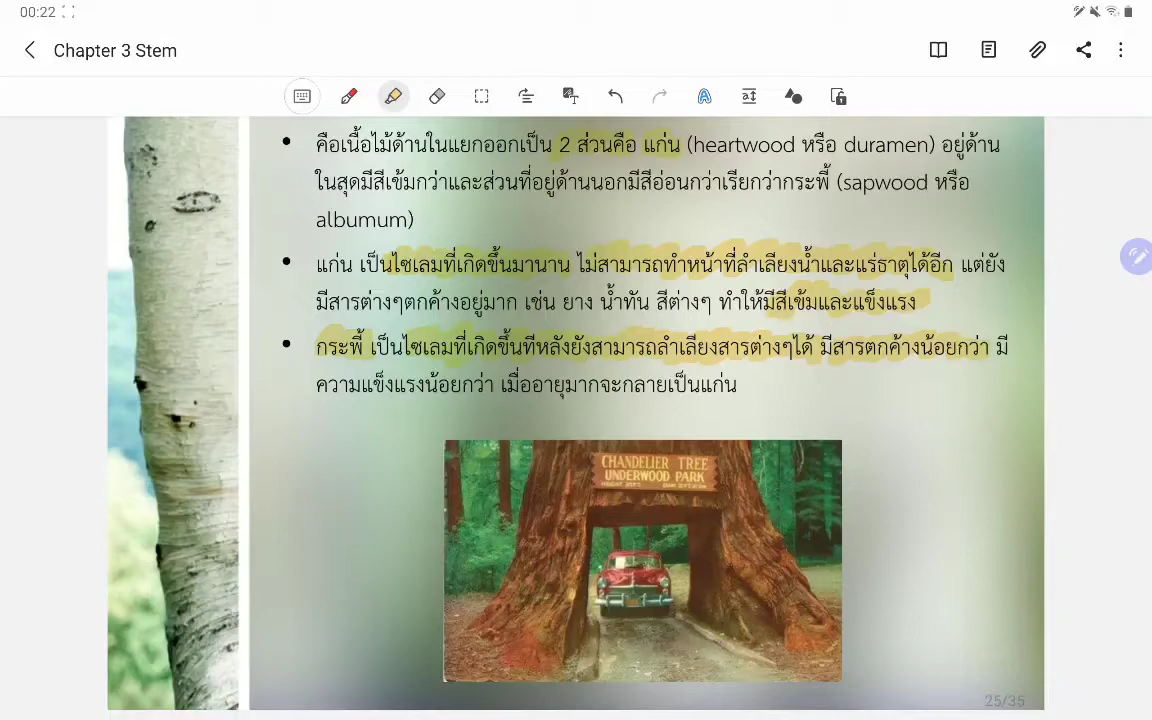 00:22
Chapter 3 Stem
• คือเนื้อไม้ด้านในแยกออกเป็น 2 ส่วนคือ แก่น (heartwood หรือ duramen) อยู่ด้าน
ในสุดมีสีเข้มกว่าและส่วนที่อยู่ด้านนอกมีสีอ่อนกว่าเรียกว่ากระพี้ (sapwood หรือ
albumum)
• แก่น เป็นไซเลมที่เกิดขึ้นมานาน ไม่สามารถทำหน้าที่ลำเลียงน้ำและแร่ธาตุได้อีก แต่ยัง
มีสารต่างๆตกค้างอยู่มาก เช่น ยาง น้ำทัน สีต่างๆ ทำให้มีสีเข้มและแข็งแรง
• กระพี้ เป็นไซเลมที่เกิดขึ้นทีหลังยังสามารถลำเลียงสารต่างๆได้ มีสารตกค้างน้อยกว่า มี
ความแข็งแรงน้อยกว่า เมื่ออายุมากจะกลายเป็นแก่น
CHANDELIER TREE
UNDERWOOD PARK
25/35